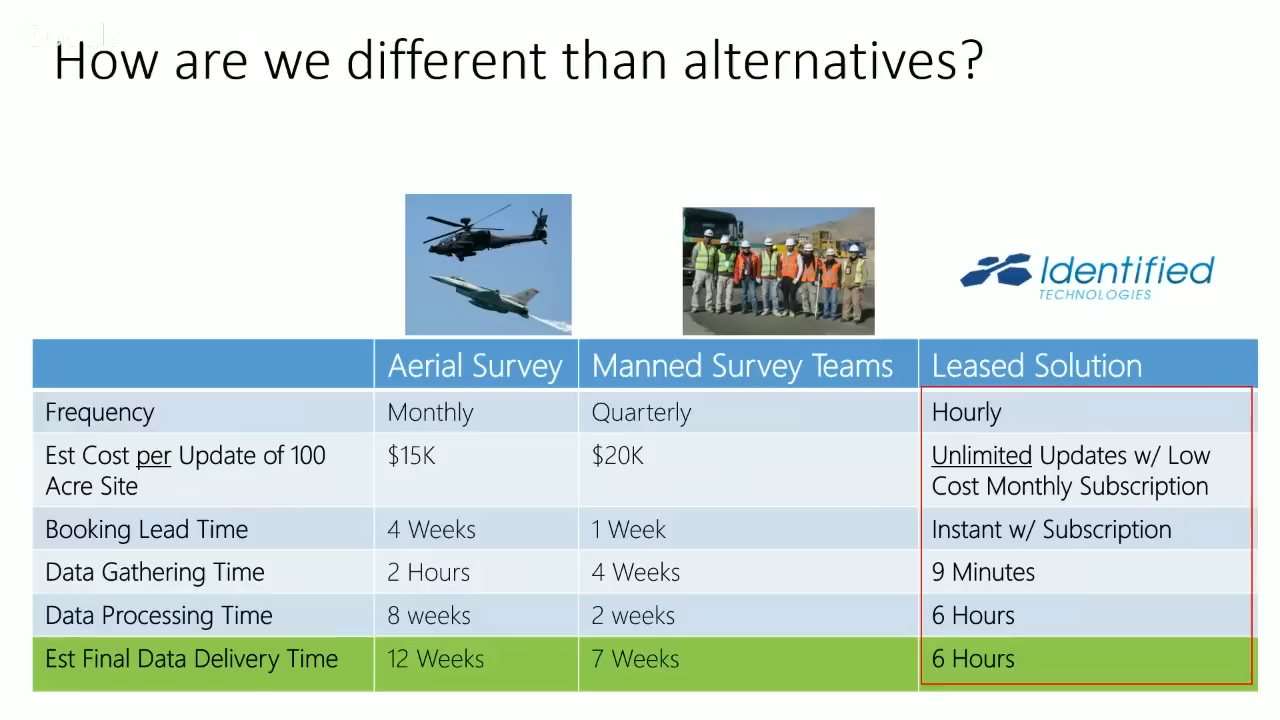 How are we different than alternatives?
Identified
TECHNOLOGIES
Aerial Survey Manned Survey Teams Leased Solution
Frequency Monthly Quarterly Hourly
Est Cost per Update of 100 $15K $20K Unlimited Updates w/ Low
Acre Site Cost Monthly Subscription
Booking Lead Time 4 Weeks 1 Week Instant w/ Subscription
Data Gathering Time 2 Hours 4 Weeks 9 Minutes
Data Processing Time 8 weeks 2 weeks 6 Hours
Est Final Data Delivery Time 12 Weeks 7 Weeks 6 Hours